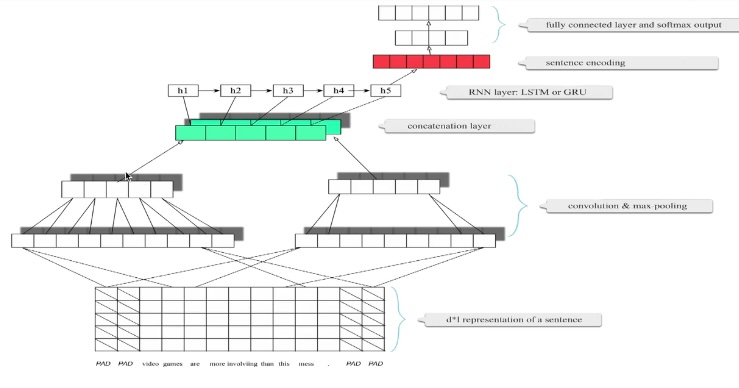 fully connected layer and softmax output
sentence encoding
h1 h2 h3 h4 h5
RNN layer: LSTM or GRU
concatenation layer
convolution & max-pooling
d*l representation of a sentence
PAD PAD video games are more involviing than this mess . PAD PAD